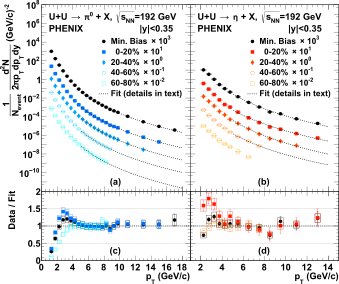 U+U → π⁰ + X, √sNN=192 GeV
PHENIX
|y|<0.35
Min. Bias × 10³
0-20% × 10¹
20-40% × 10⁰
40-60% × 10⁻¹
60-80% × 10⁻²
Fit (details in text)
(a)
U+U → η + X, √sNN=192 GeV
PHENIX
|y|<0.35
Min. Bias × 10³
0-20% × 10¹
20-40% × 10⁰
40-60% × 10⁻¹
60-80% × 10⁻²
Fit (details in text)
(b)
1/Nevent d²N/2πpTdpTdy (GeV/c)⁻²
10⁸
10⁶
10⁴
10²
1
10⁻²
10⁻⁴
10⁻⁶
10⁻⁸
10⁻¹⁰
Data / Fit
2
1.5
1
0.5
0
(c)
(d)
2 4 6 8 10 12 14 16 18
pT (GeV/c)
2 4 6 8 10 12 14
pT (GeV/c)